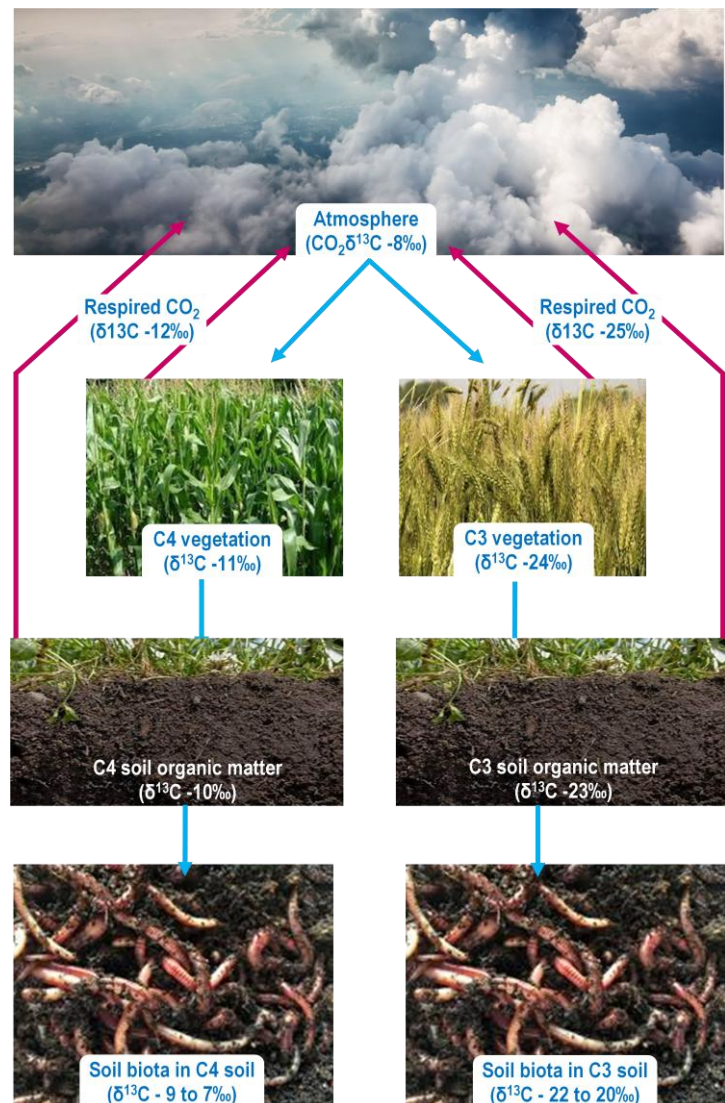 Atmosphere
(CO₂δ¹³C -8‰)
Respired CO₂
(δ13C -12‰)
Respired CO₂
(δ13C -25‰)
C4 vegetation
(δ¹³C -11‰)
C3 vegetation
(δ¹³C -24‰)
C4 soil organic matter
(δ¹³C -10‰)
C3 soil organic matter
(δ¹³C -23‰)
Soil biota in C4 soil
(δ¹³C - 9 to 7‰)
Soil biota in C3 soil
(δ¹³C - 22 to 20‰)